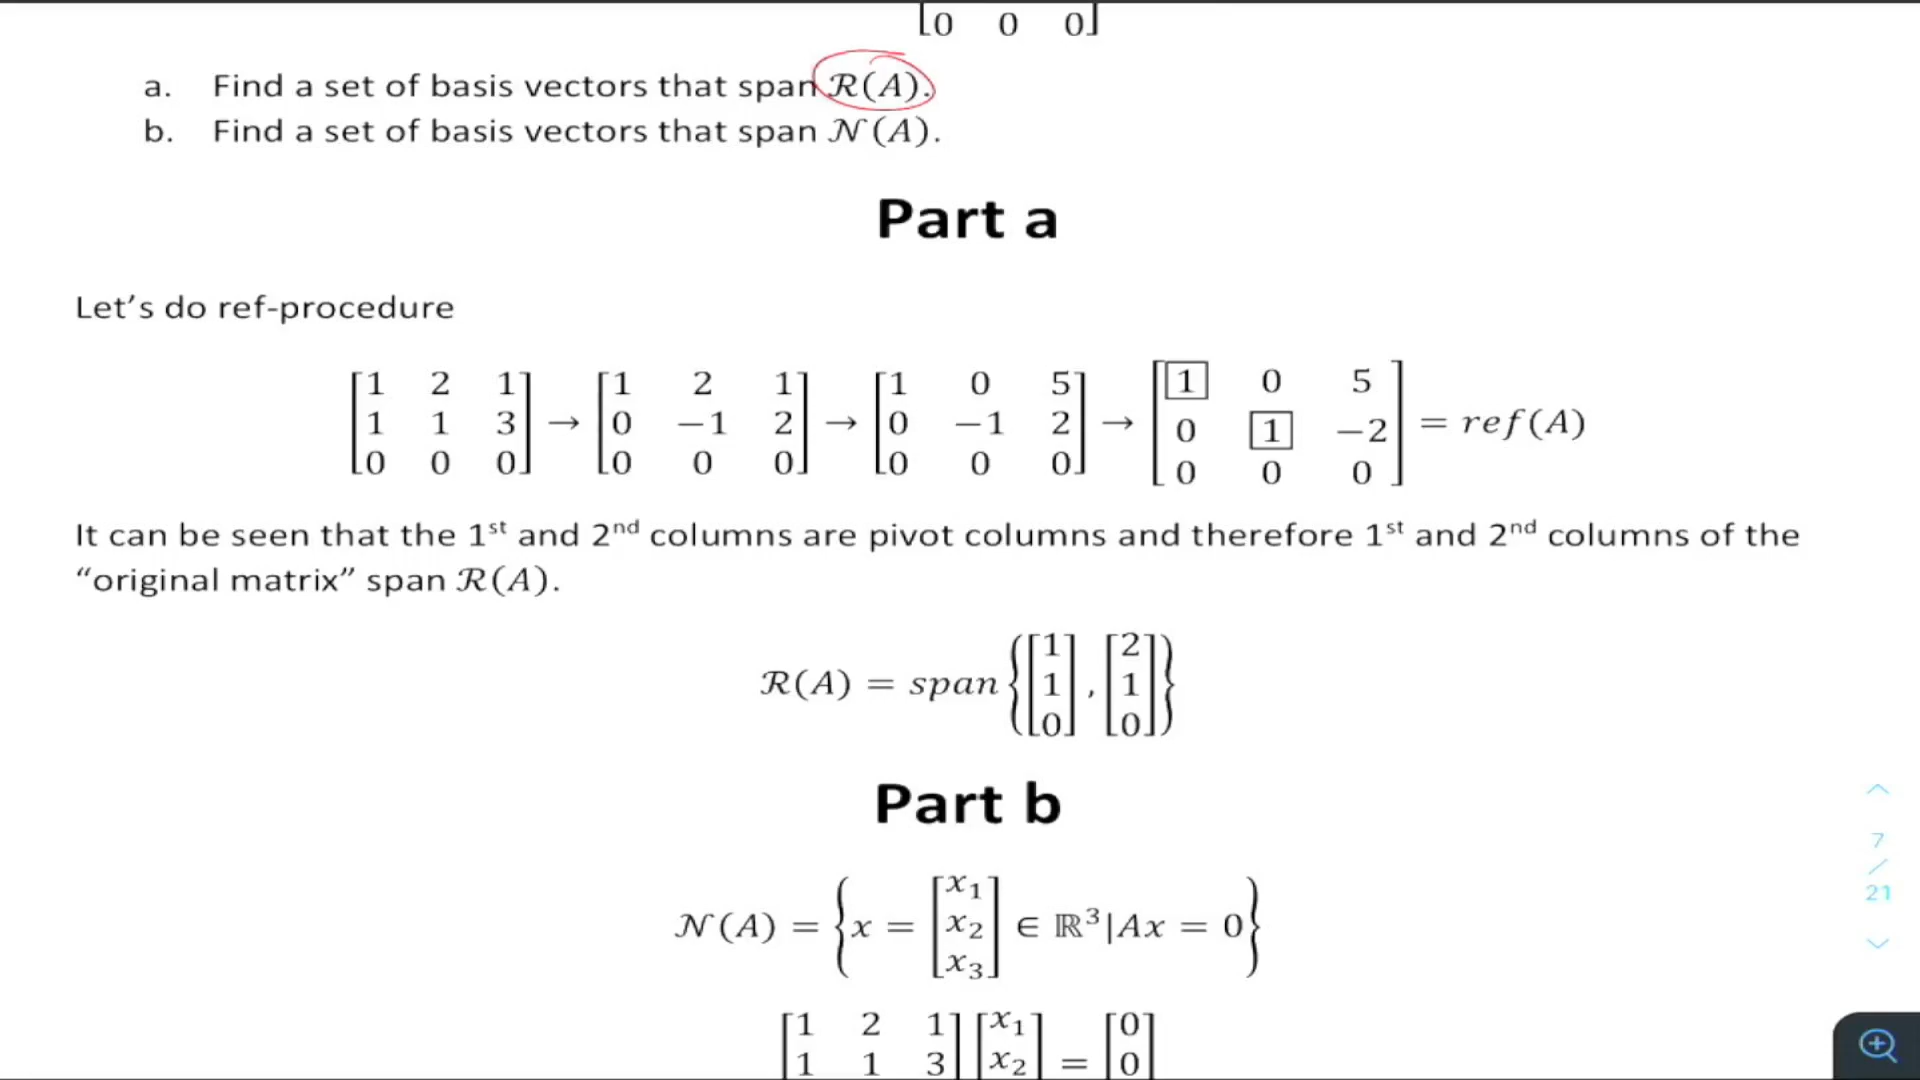 [0 0 0]
a. Find a set of basis vectors that span ℛ(A).
b. Find a set of basis vectors that span 𝒩(A).
Part a
Let's do ref-procedure
[1 2 1; 1 1 3; 0 0 0] → [1 2 1; 0 −1 2; 0 0 0] → [1 0 5; 0 −1 2; 0 0 0] → [1 0 5; 0 1 −2; 0 0 0] = ref(A)
It can be seen that the 1st and 2nd columns are pivot columns and therefore 1st and 2nd columns of the
“original matrix” span ℛ(A).
ℛ(A) = span {[1; 1; 0], [2; 1; 0]}
Part b
𝒩(A) = {x = [x₁; x₂; x₃] ∈ ℝ³|Ax = 0}
[1 2 1; 1 1 3] [x₁; x₂] = [0; 0]
7
/
21